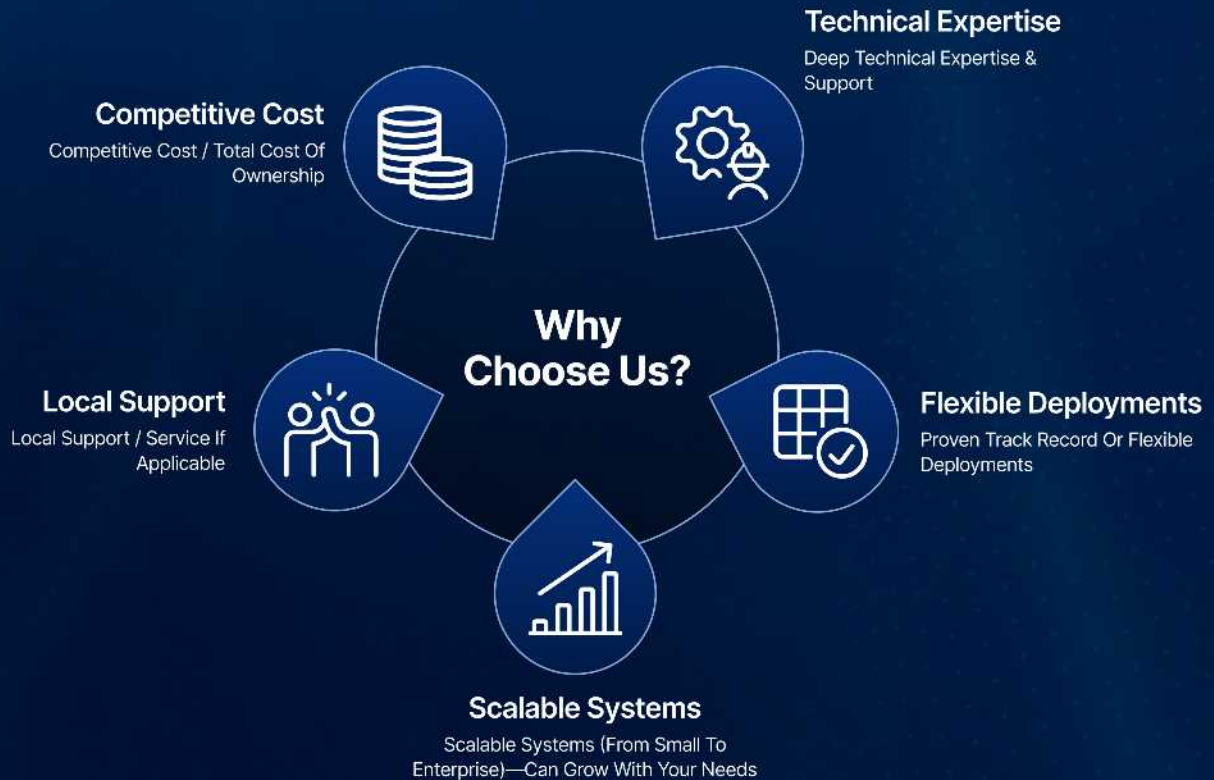 Technical Expertise
Deep Technical Expertise &
Support
Competitive Cost
Competitive Cost / Total Cost Of
Ownership
Why
Choose Us?
Local Support
Local Support / Service If
Applicable
Flexible Deployments
Proven Track Record Or Flexible
Deployments
Scalable Systems
Scalable Systems (From Small To
Enterprise)—Can Grow With Your Needs